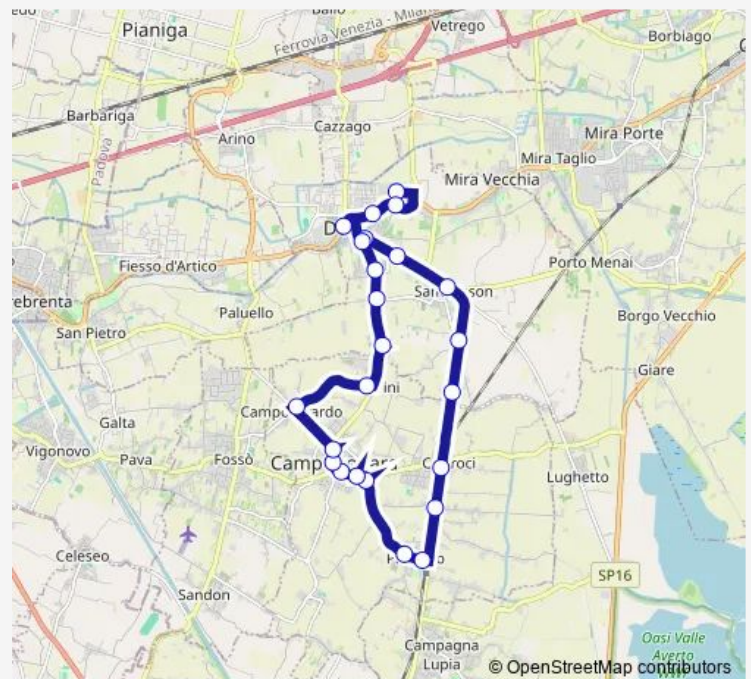 Pianiga
Vetrego
Borbiago
Ferrovia Venezia - Mila
Barbariga
Cazzago
Arino
Mira Porte
Mira Taglio
Padova
Mira Vecchia
Fiesso d'Artico
Porto Menai
Paluello
Borgo Vecchio
San Pietro
Giare
Galta
Vigonovo
Pava
Fossò
Lughetto
Celeseo
SP16
Sandon
Oasi Valle
Averto
Campagna
Lupia
© OpenStreetMap contributors